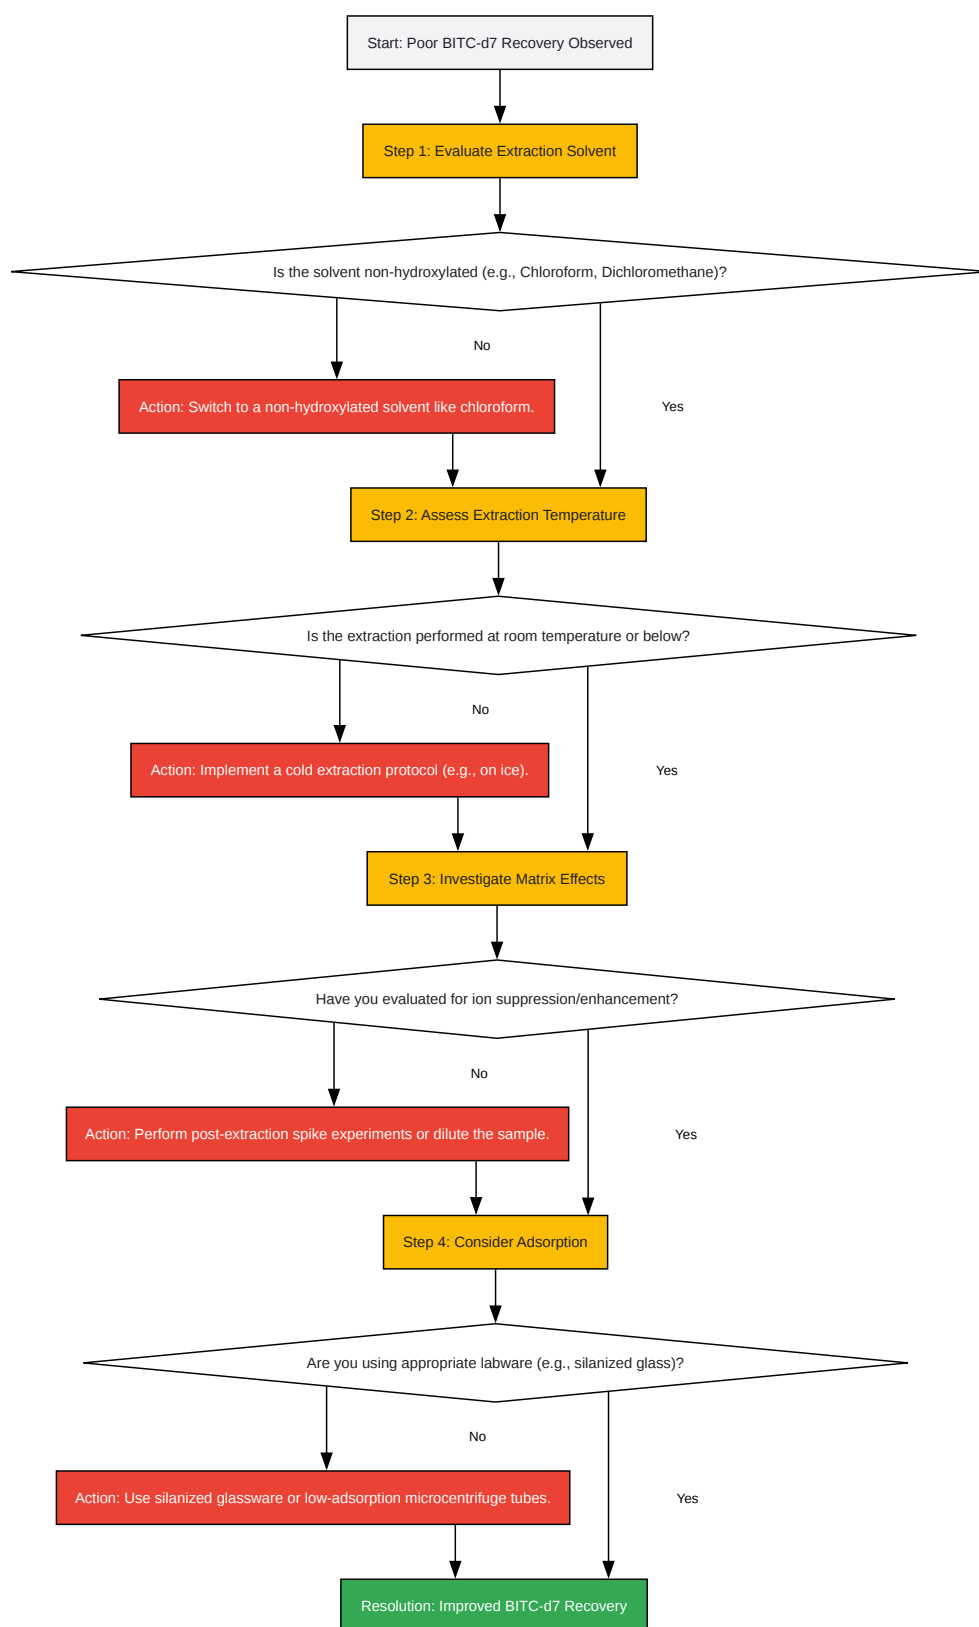 Start: Poor BITC-d7 Recovery Observed
Step 1: Evaluate Extraction Solvent
Is the solvent non-hydroxylated (e.g., Chloroform, Dichloromethane)?
No
Action: Switch to a non-hydroxylated solvent like chloroform.
Yes
Step 2: Assess Extraction Temperature
Is the extraction performed at room temperature or below?
No
Action: Implement a cold extraction protocol (e.g., on ice).
Yes
Step 3: Investigate Matrix Effects
Have you evaluated for ion suppression/enhancement?
No
Action: Perform post-extraction spike experiments or dilute the sample.
Yes
Step 4: Consider Adsorption
Are you using appropriate labware (e.g., silanized glass)?
No
Action: Use silanized glassware or low-adsorption microcentrifuge tubes.
Yes
Resolution: Improved BITC-d7 Recovery